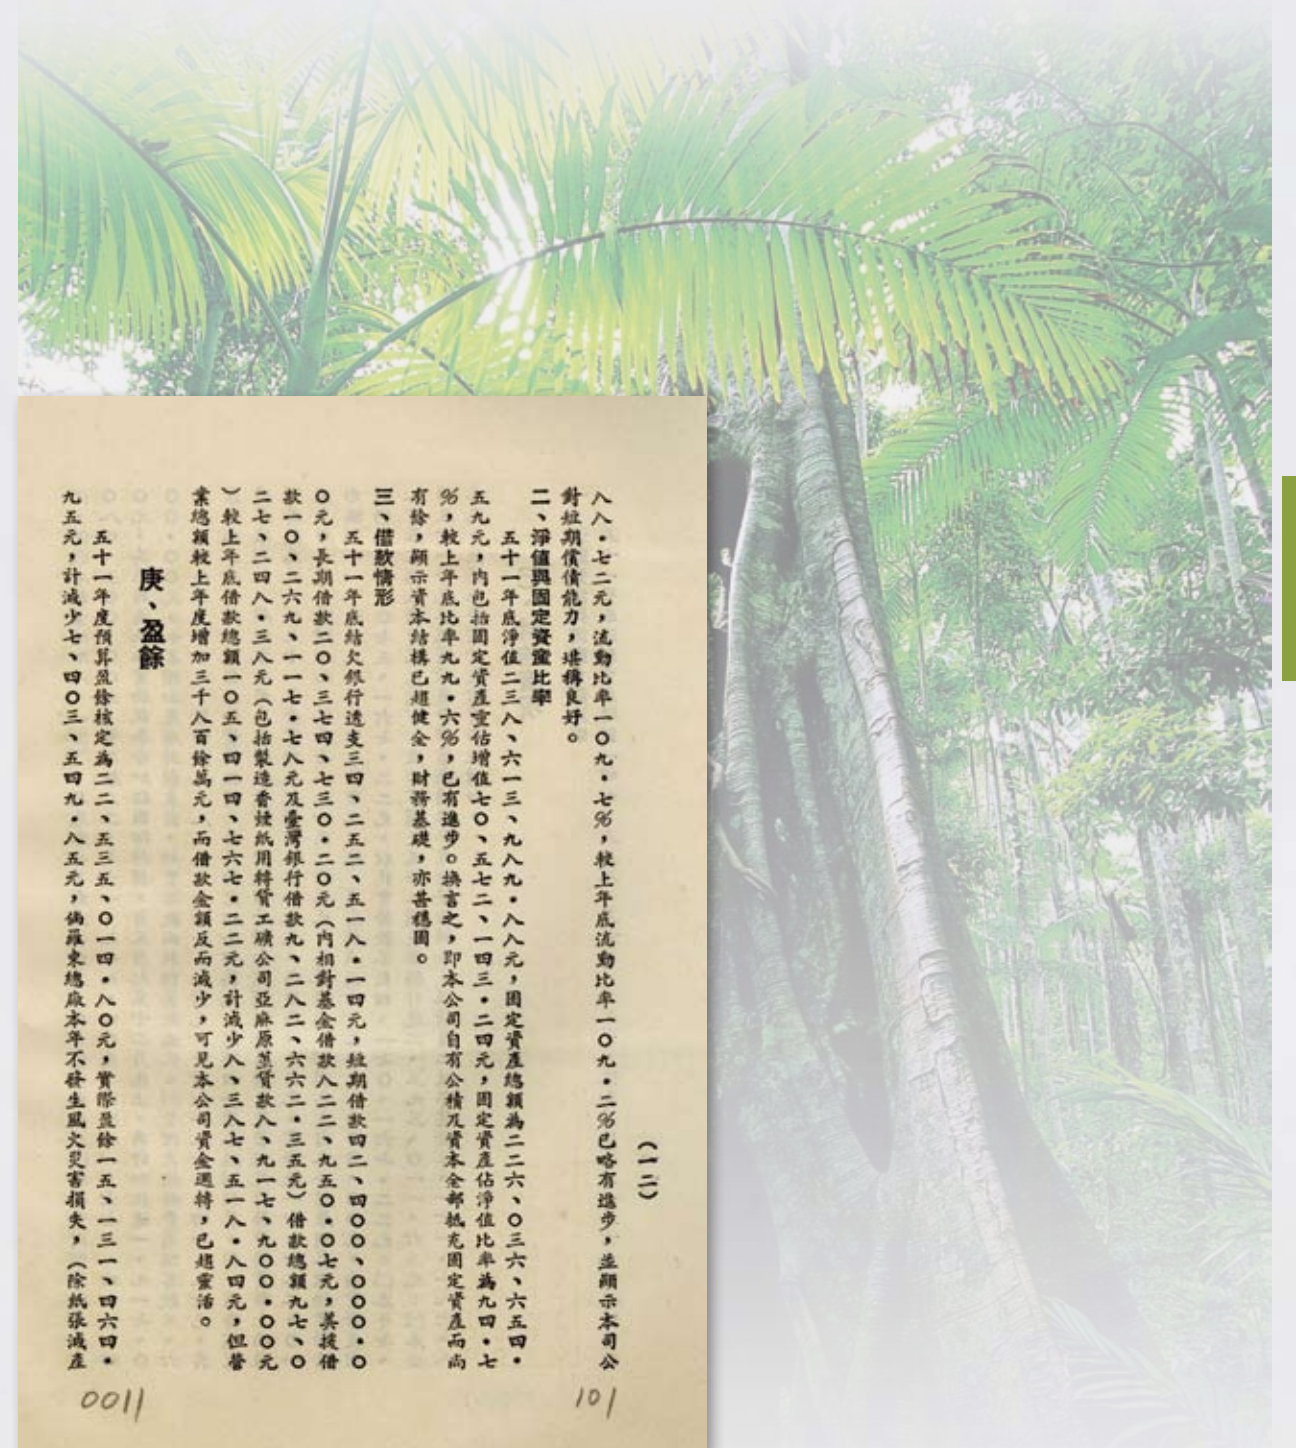 (一二)
八八·七二元,流動比率一〇九·七%,較上年底流動比率一〇九·二%已略有進步,並顯示本司公
對短期償債能力,堪稱良好。
二、淨值與固定資產比率
五十一年底淨值二三八、六一三、九八九·八八元,固定資產總額為二二六、〇三六、六五四·
五九元,內包括固定資產重估增值七〇、五七二、一四三·二四元,固定資產佔淨值比率為九四·七
%,較上年底比率九九·六%,已有進步。換言之,即本公司自有公積及資本全部抵充固定資產而尚
有餘,顯示資本結構已趨健全,財務基礎,亦甚穩固。
三、借款情形
五十一年底結欠銀行透支三四、二五二、五一八·一四元,短期借款四二、四〇〇、〇〇〇·〇
〇元,長期借款二〇、三七四、七三〇·二〇元(內相對基金借款八二二、九五〇·〇七元,美援借
款一〇、二六九、一一七·七八元及臺灣銀行借款九、二八二、六六二·三五元)借款總額九七、〇
二七、二四八·三八元(包括製造香煙紙用轉貸工礦公司亞麻原莖貸款八、九一七、九〇〇·〇〇元
)較上年底借款總額一〇五、四一四、七六七·二二元,計減少八、三八七、五一八·八四元,但營
業總額較上年度增加三千八百餘萬元,而借款金額反而減少,可見本公司資金週轉,已趨靈活。
庚、盈餘
五十一年度預算盈餘核定為二二、五三五、〇一四·八〇元,實際盈餘一五、一三一、四六四·
九五元,計減少七、四〇三、五四九·八五元,倘羅東總廠本年不發生風火災害損失,(除紙張減產
101
0011